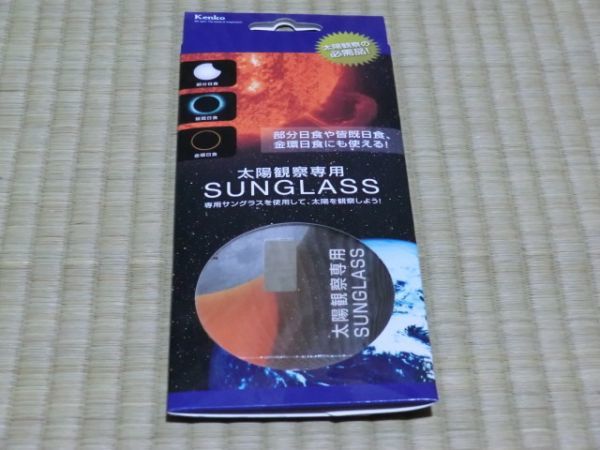 Kenko
太陽観察の
必需品!
部分日食
皆既日食
金環日食
部分日食や皆既日食、
金環日食にも使える!
太陽観察専用
SUNGLASS
専用サングラスを使用して、太陽を観察しよう!
太陽観察専用
SUNGLASS